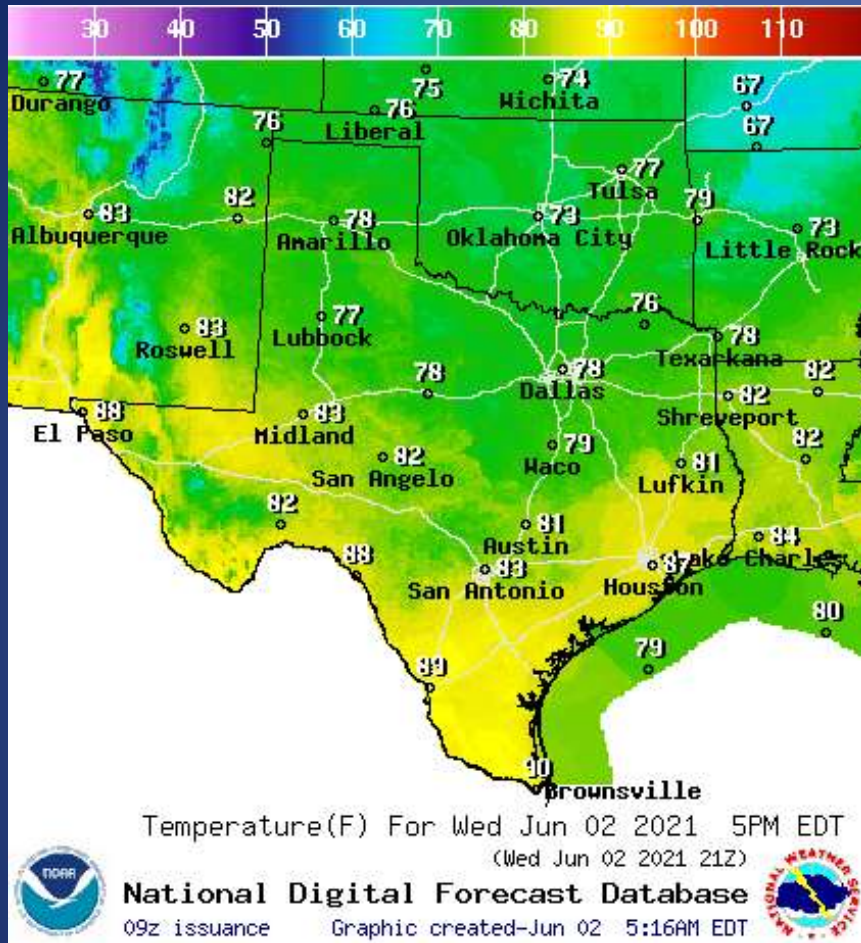 30 40 50 60 70 80 90 100 110
77
Durango
75
74
Wichita
67
76
Liberal
67
76
77
Tulsa
83
Albuquerque
82
78
Amarillo
73
Oklahoma City
79
73
Little Rock
83
Roswell
77
Lubbock
76
78
Texarkana
78
Dallas
78
82
Shreveport
82
88
El Paso
83
Midland
82
San Angelo
79
Waco
81
Lufkin
82
82
81
Austin
84
Lake Charles
88
83
San Antonio
87
Houston
80
79
89
90
Brownsville
Temperature(F) For Wed Jun 02 2021 5PM EDT
(Wed Jun 02 2021 21Z)
NOAA
National Digital Forecast Database
09z issuance Graphic created-Jun 02 5:16AM EDT
NATIONAL WEATHER SERVICE